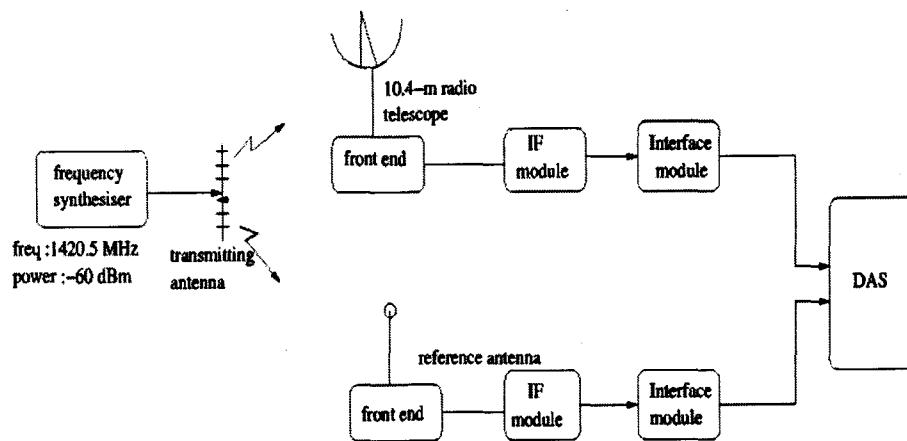 10.4-m radio
telescope
frequency
synthesiser
freq :1420.5 MHz
power :-60 dBm
transmitting
antenna
front end
IF
module
Interface
module
DAS
reference antenna
front end
IF
module
Interface
module